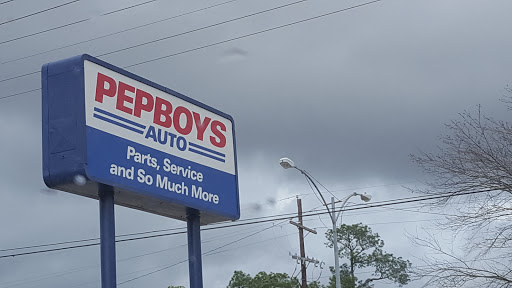 PEPBOYS
AUTO
Parts, Service
and So Much More